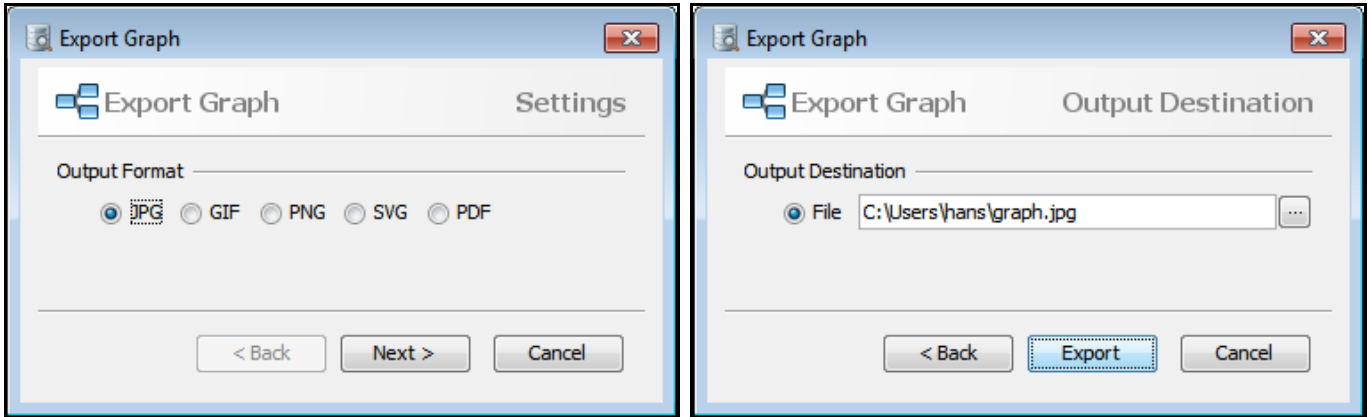 Export Graph
Export Graph Settings
Output Format
JPG GIF PNG SVG PDF
< Back Next > Cancel
Export Graph
Export Graph Output Destination
Output Destination
File C:\Users\hans\graph.jpg ...
< Back Export Cancel